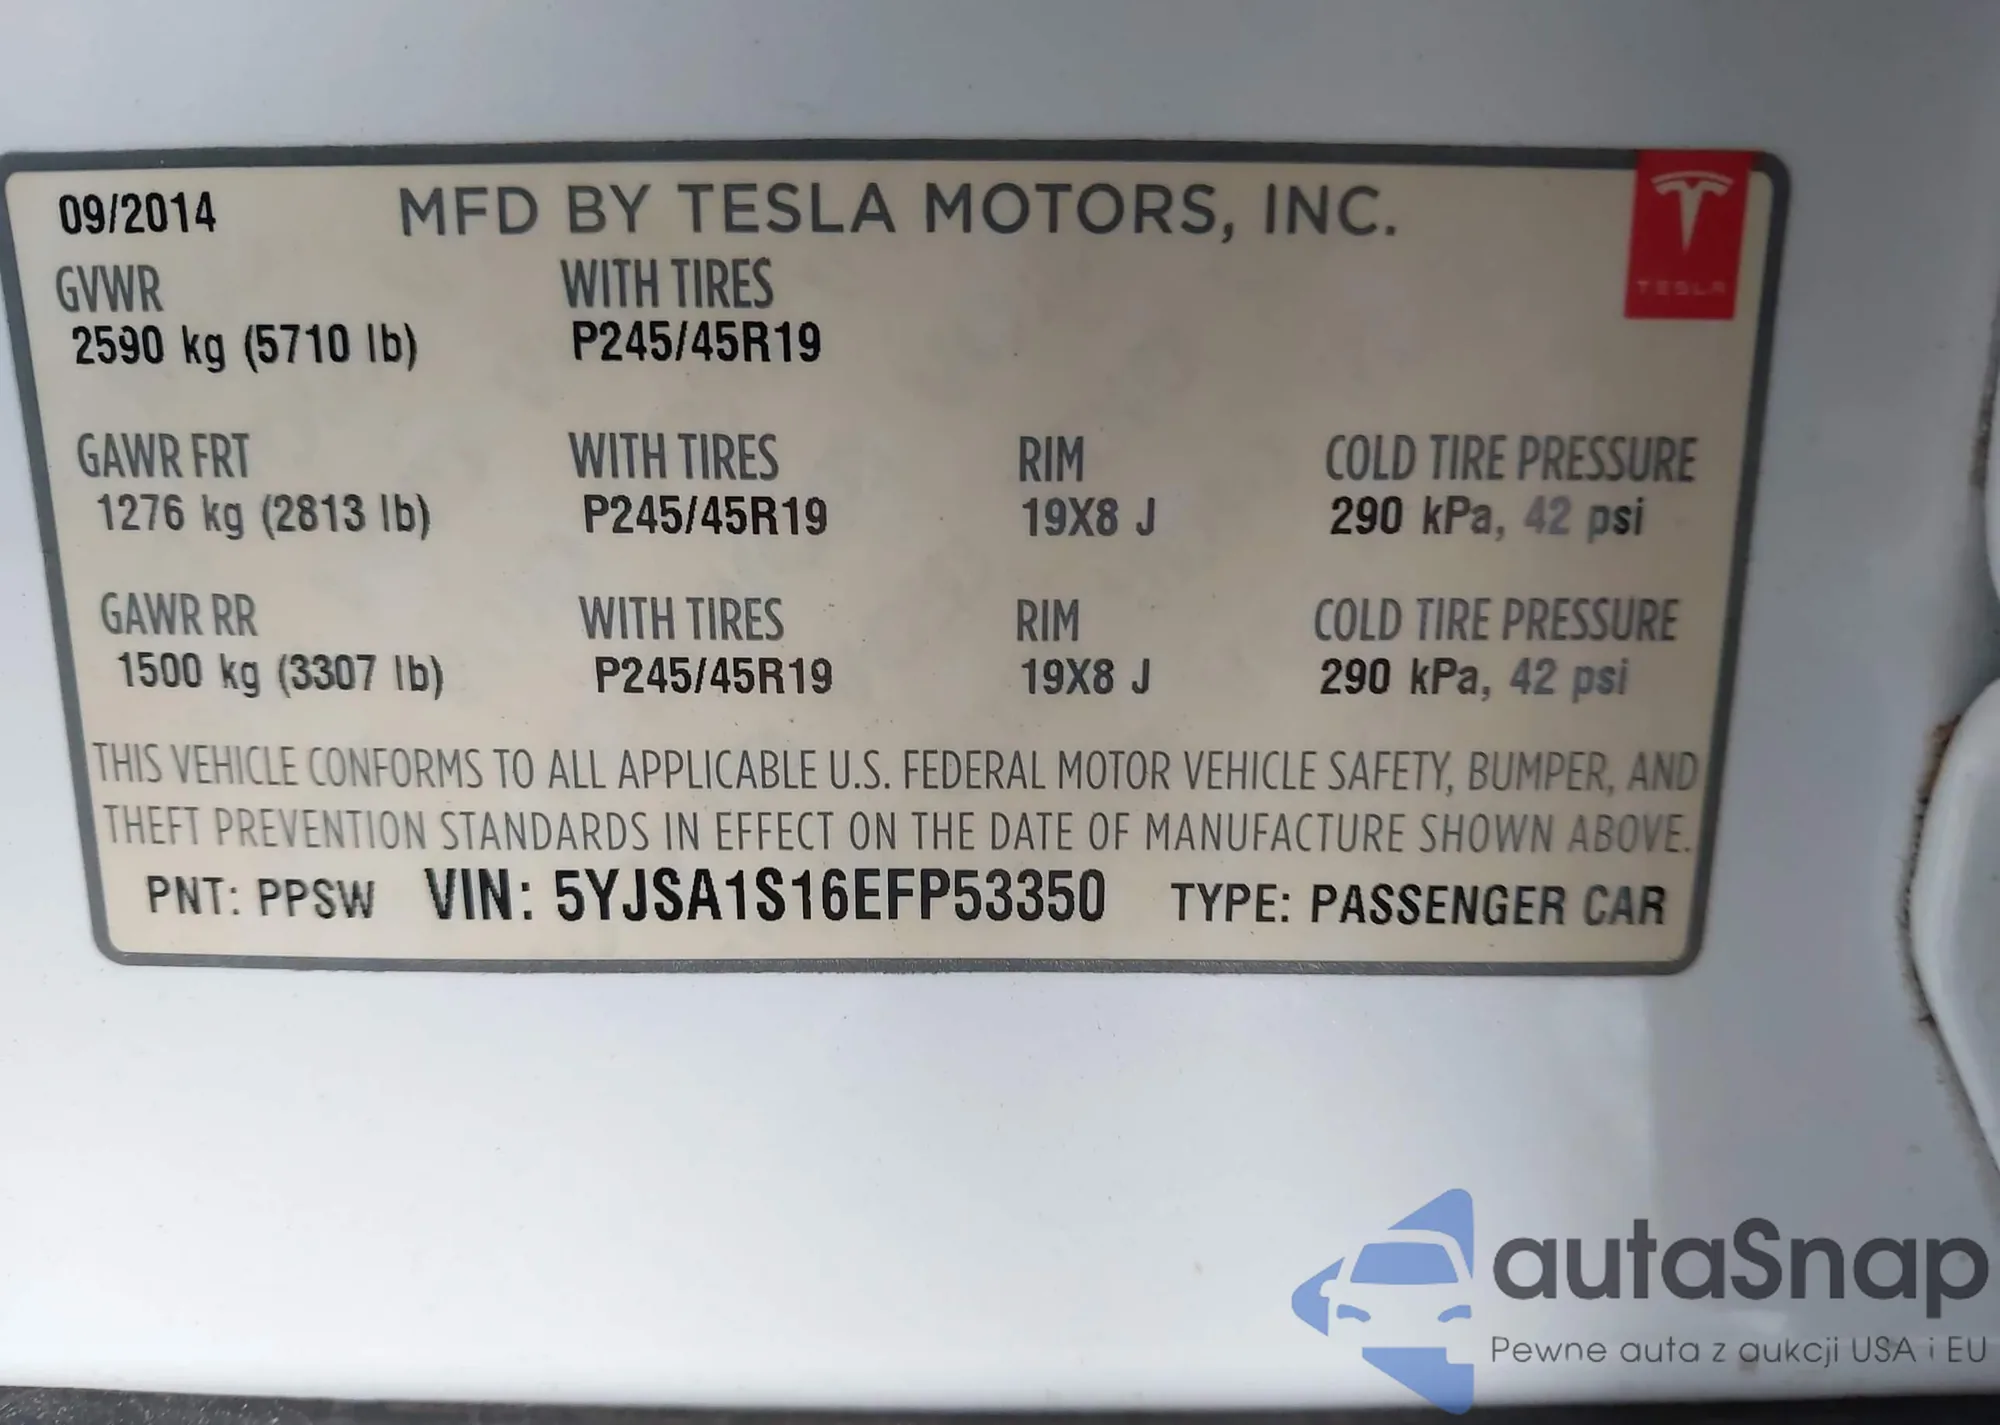 09/2014 MFD BY TESLA MOTORS, INC.
TESLA
GVWR WITH TIRES
2590 kg (5710 lb) P245/45R19
GAWR FRT WITH TIRES RIM COLD TIRE PRESSURE
1276 kg (2813 lb) P245/45R19 19X8 J 290 kPa, 42 psi
GAWR RR WITH TIRES RIM COLD TIRE PRESSURE
1500 kg (3307 lb) P245/45R19 19X8 J 290 kPa, 42 psi
THIS VEHICLE CONFORMS TO ALL APPLICABLE U.S. FEDERAL MOTOR VEHICLE SAFETY, BUMPER, AND
THEFT PREVENTION STANDARDS IN EFFECT ON THE DATE OF MANUFACTURE SHOWN ABOVE.
PNT: PPSW VIN: 5YJSA1S16EFP53350 TYPE: PASSENGER CAR
autaSnap
Pewne auta z aukcji USA i EU